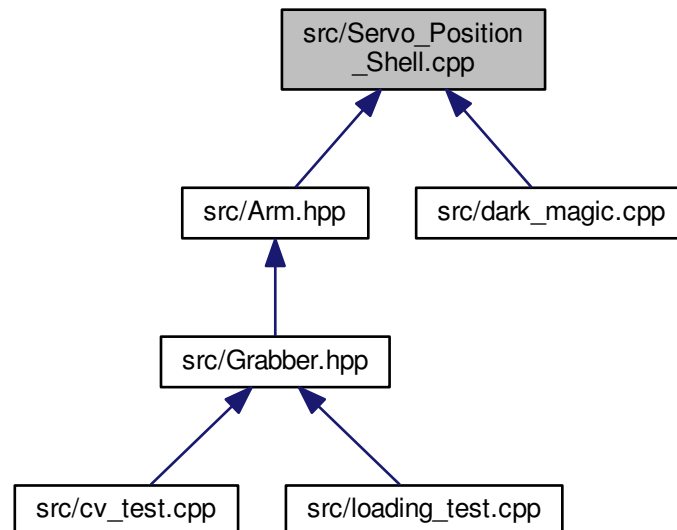 src/Servo_Position
_Shell.cpp
src/Arm.hpp
src/dark_magic.cpp
src/Grabber.hpp
src/cv_test.cpp
src/loading_test.cpp